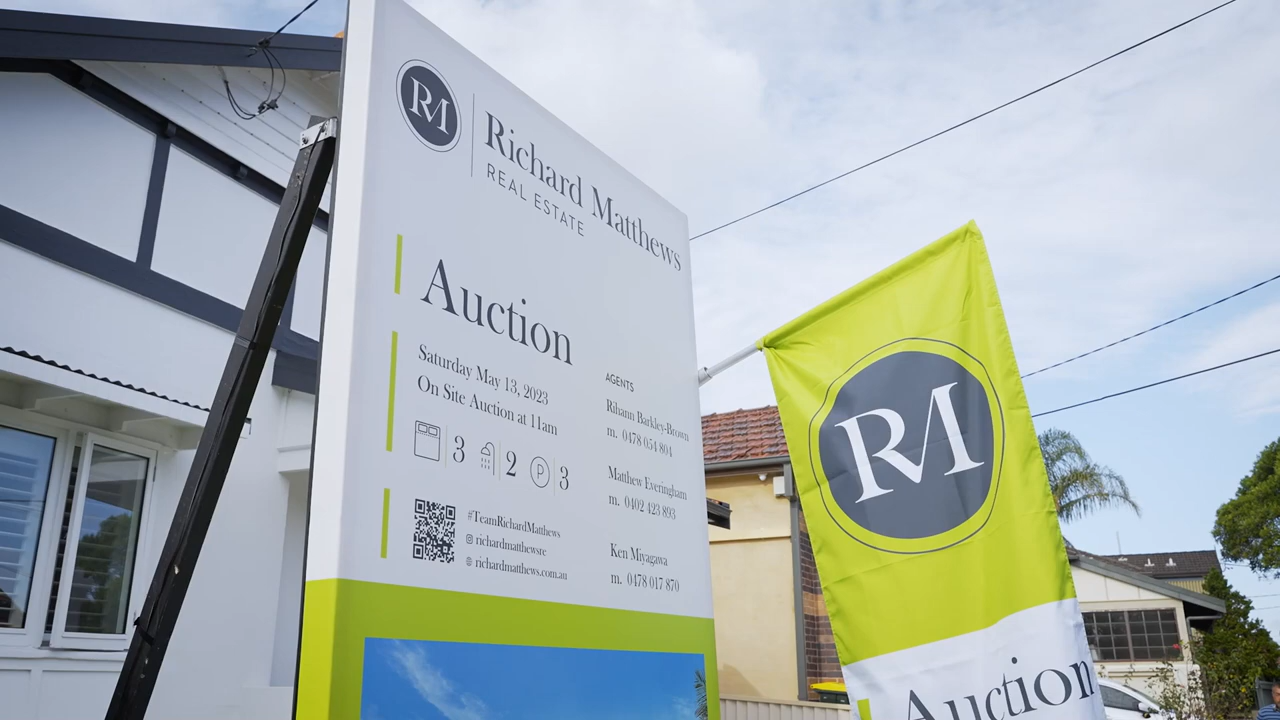 RM
Richard Matthews
REAL ESTATE
Auction
Saturday May 13, 2023
On Site Auction at 11am
3 2 P 3
#TeamRichardMatthews
richardmatthewsre
richardmatthews.com.au
AGENTS
Rihann Barkley-Brown
m. 0478 054 804
Matthew Everingham
m. 0402 423 893
Ken Miyagawa
m. 0478 017 870
RM
Auction